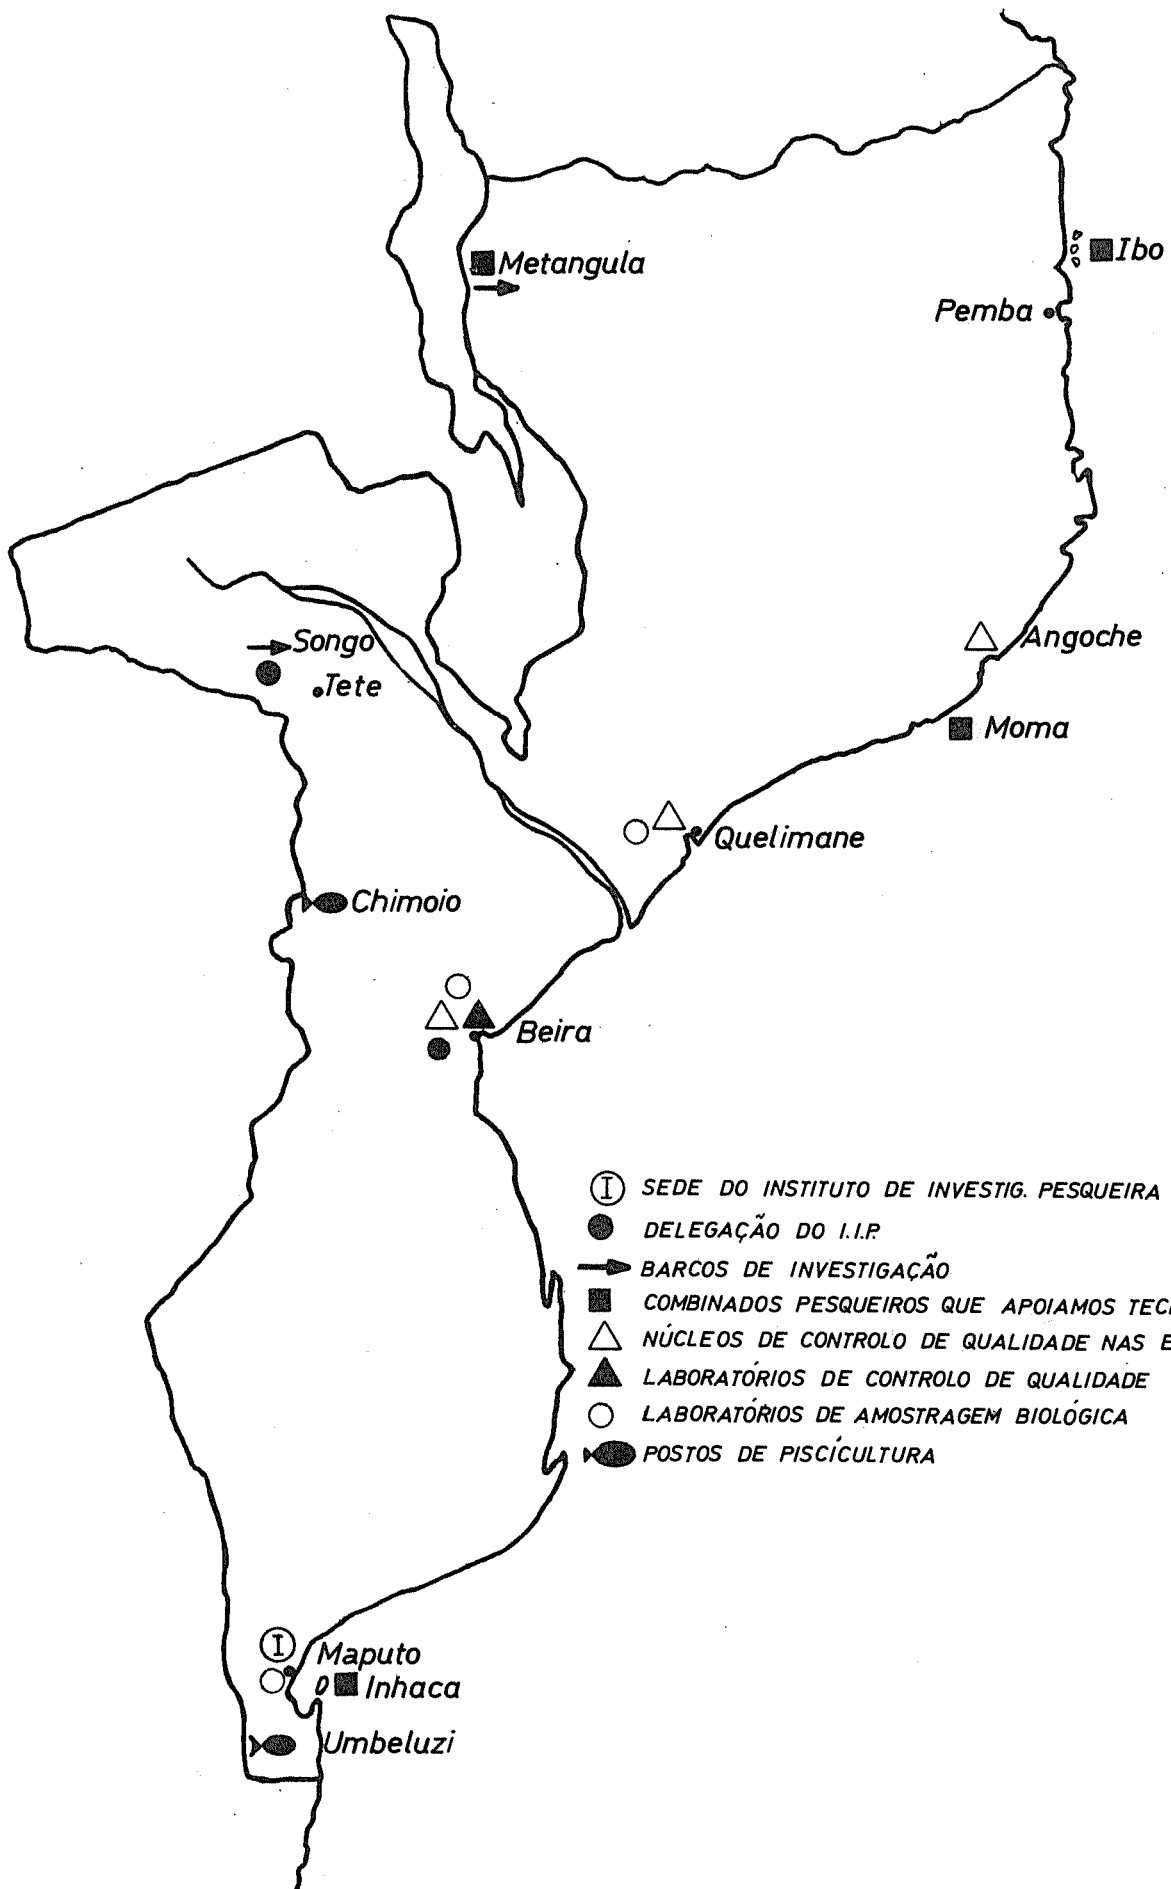 Metangula
Ibo
Pemba
Songo
Tete
Angoche
Moma
Quelimane
Chimoio
Beira
I SEDE DO INSTITUTO DE INVESTIG. PESQUEIRA
DELEGAÇÃO DO I.I.P.
BARCOS DE INVESTIGAÇÃO
COMBINADOS PESQUEIROS QUE APOIAMOS
NÚCLEOS DE CONTROLO DE QUALIDADE NAS
LABORATÓRIOS DE CONTROLO DE QUALIDADE
LABORATÓRIOS DE AMOSTRAGEM BIOLÓGICA
POSTOS DE PISCÍCULTURA
I
Maputo
Inhaca
Umbeluzi